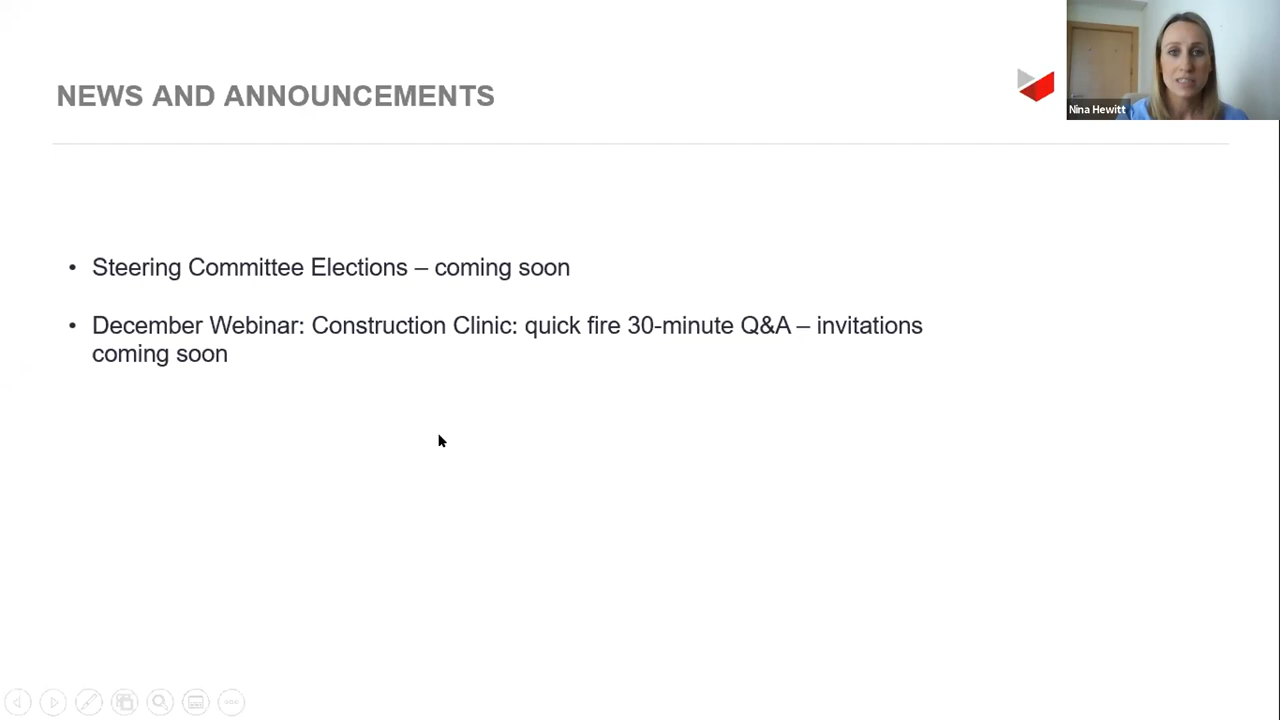 NEWS AND ANNOUNCEMENTS
Nina Hewitt
• Steering Committee Elections – coming soon
• December Webinar: Construction Clinic: quick fire 30-minute Q&A – invitations
coming soon